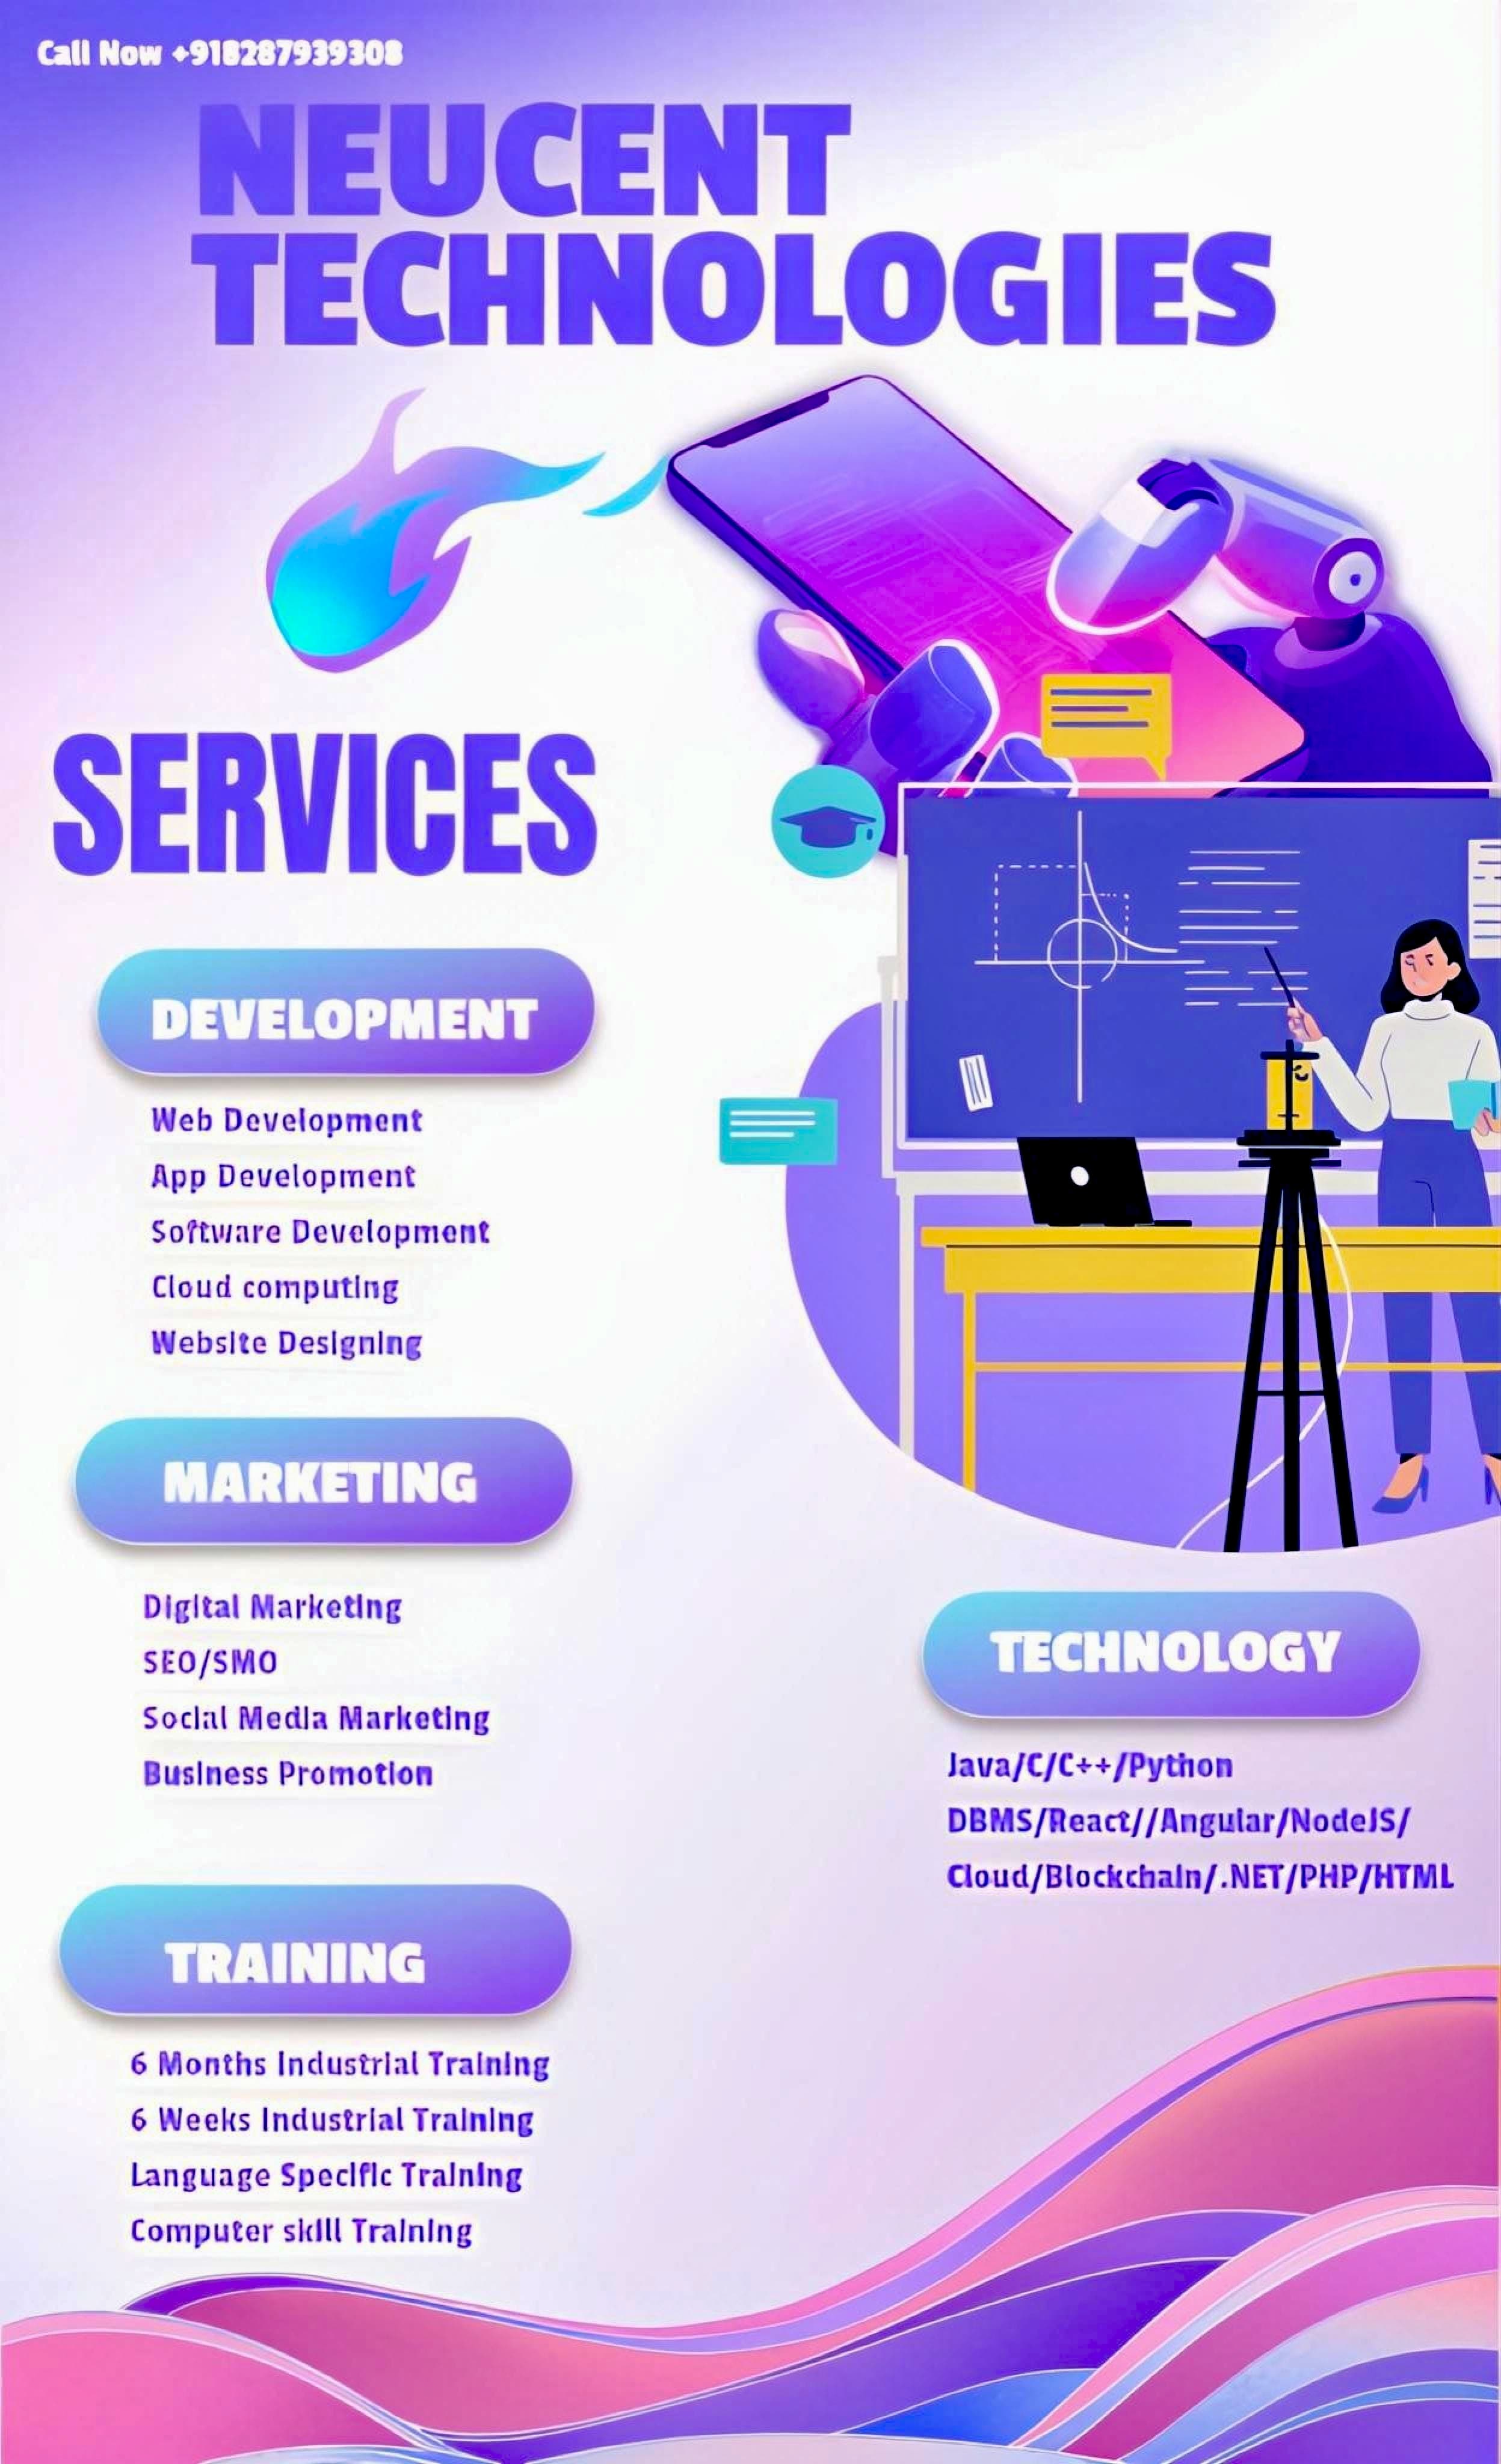 Call Now +918287939308
NEUCENT
TECHNOLOGIES
SERVICES
DEVELOPMENT
Web Development
App Development
Software Development
Cloud computing
Website Designing
MARKETING
Digital Marketing
SEO/SMO
Social Media Marketing
Business Promotion
TECHNOLOGY
Java/C/C++/Python
DBMS/React//Angular/NodeJS/
Cloud/Blockchain/.NET/PHP/HTML
TRAINING
6 Months Industrial Training
6 Weeks Industrial Training
Language Specific Training
Computer skill Training